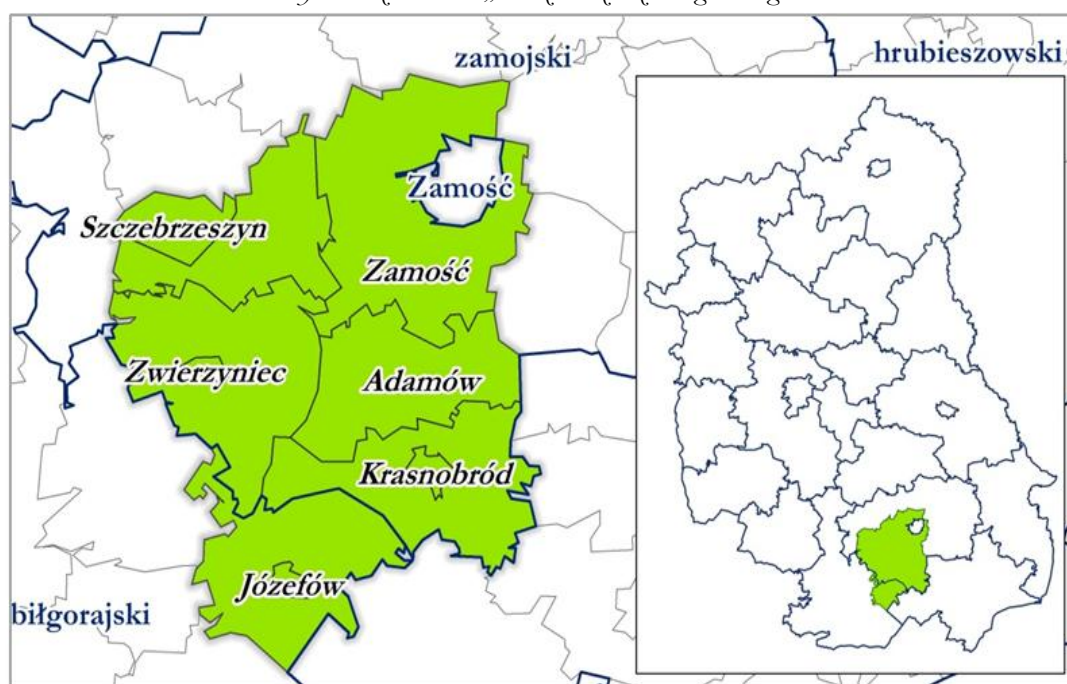 zamojski
hrubieszowski
Zamość
Szczebrzeszyn
Zamość
Zwierzyniec
Adamów
Krasnobród
Józefów
biłgorajski